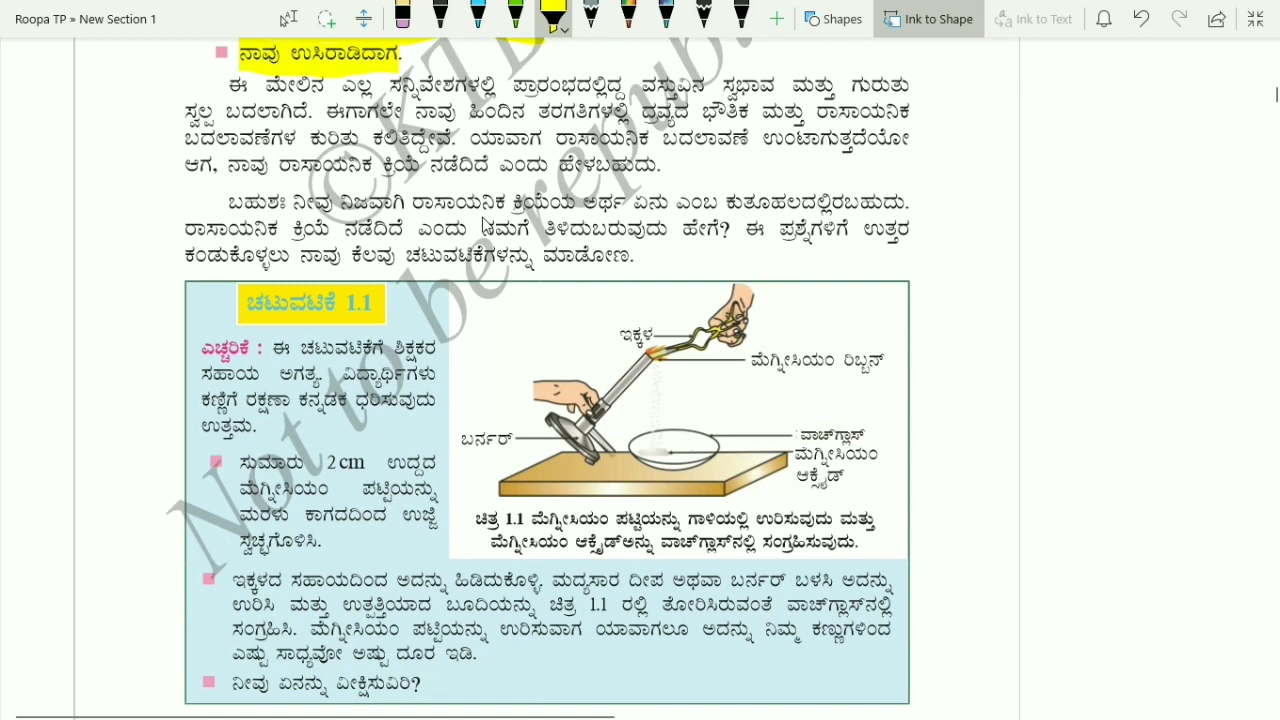 Roopa TP » New Section 1
Shapes
Ink to Shape
Ink to Text
ನಾವು ಉಸಿರಾಡಿದಾಗ.
ಈ ಮೇಲಿನ ಎಲ್ಲ ಸನ್ನಿವೇಶಗಳಲ್ಲಿ ಪ್ರಾರಂಭದಲ್ಲಿದ್ದ ವಸ್ತುವಿನ ಸ್ವಭಾವ ಮತ್ತು ಗುರುತು
ಸ್ವಲ್ಪ ಬದಲಾಗಿದೆ. ಈಗಾಗಲೇ ನಾವು ಹಿಂದಿನ ತರಗತಿಗಳಲ್ಲಿ ದ್ರವ್ಯದ ಭೌತಿಕ ಮತ್ತು ರಾಸಾಯನಿಕ
ಬದಲಾವಣೆಗಳ ಕುರಿತು ಕಲಿತಿದ್ದೇವೆ. ಯಾವಾಗ ರಾಸಾಯನಿಕ ಬದಲಾವಣೆ ಉಂಟಾಗುತ್ತದೆಯೋ
ಆಗ, ನಾವು ರಾಸಾಯನಿಕ ಕ್ರಿಯೆ ನಡೆದಿದೆ ಎಂದು ಹೇಳಬಹುದು.
ಬಹುಶಃ ನೀವು ನಿಜವಾಗಿ ರಾಸಾಯನಿಕ ಕ್ರಿಯೆಯ ಅರ್ಥ ಏನು ಎಂಬ ಕುತೂಹಲದಲ್ಲಿರಬಹುದು.
ರಾಸಾಯನಿಕ ಕ್ರಿಯೆ ನಡೆದಿದೆ ಎಂದು ನಮಗೆ ತಿಳಿದುಬರುವುದು ಹೇಗೆ? ಈ ಪ್ರಶ್ನೆಗಳಿಗೆ ಉತ್ತರ
ಕಂಡುಕೊಳ್ಳಲು ನಾವು ಕೆಲವು ಚಟುವಟಿಕೆಗಳನ್ನು ಮಾಡೋಣ.
ಚಟುವಟಿಕೆ 1.1
ಎಚ್ಚರಿಕೆ : ಈ ಚಟುವಟಿಕೆಗೆ ಶಿಕ್ಷಕರ
ಸಹಾಯ ಅಗತ್ಯ. ವಿದ್ಯಾರ್ಥಿಗಳು
ಕಣ್ಣಿಗೆ ರಕ್ಷಣಾ ಕನ್ನಡಕ ಧರಿಸುವುದು
ಉತ್ತಮ.
ಸುಮಾರು 2 cm ಉದ್ದದ
ಮೆಗ್ನೀಸಿಯಂ ಪಟ್ಟಿಯನ್ನು
ಮರಳು ಕಾಗದದಿಂದ ಉಜ್ಜಿ
ಸ್ವಚ್ಛಗೊಳಿಸಿ.
ಇಕ್ಕಳ
ಮೆಗ್ನೀಸಿಯಂ ರಿಬ್ಬನ್
ಬರ್ನರ್
ವಾಚ್‌ಗ್ಲಾಸ್
ಮೆಗ್ನೀಸಿಯಂ
ಆಕ್ಸೈಡ್
ಚಿತ್ರ 1.1 ಮೆಗ್ನೀಸಿಯಂ ಪಟ್ಟಿಯನ್ನು ಗಾಳಿಯಲ್ಲಿ ಉರಿಸುವುದು ಮತ್ತು
ಮೆಗ್ನೀಸಿಯಂ ಆಕ್ಸೈಡ್‌ಅನ್ನು ವಾಚ್‌ಗ್ಲಾಸ್‌ನಲ್ಲಿ ಸಂಗ್ರಹಿಸುವುದು.
ಇಕ್ಕಳದ ಸಹಾಯದಿಂದ ಅದನ್ನು ಹಿಡಿದುಕೊಳ್ಳಿ. ಮದ್ಯಸಾರ ದೀಪ ಅಥವಾ ಬರ್ನರ್ ಬಳಸಿ ಅದನ್ನು
ಉರಿಸಿ ಮತ್ತು ಉತ್ಪತ್ತಿಯಾದ ಬೂದಿಯನ್ನು ಚಿತ್ರ 1.1 ರಲ್ಲಿ ತೋರಿಸಿರುವಂತೆ ವಾಚ್‌ಗ್ಲಾಸ್‌ನಲ್ಲಿ
ಸಂಗ್ರಹಿಸಿ. ಮೆಗ್ನೀಸಿಯಂ ಪಟ್ಟಿಯನ್ನು ಉರಿಸುವಾಗ ಯಾವಾಗಲೂ ಅದನ್ನು ನಿಮ್ಮ ಕಣ್ಣುಗಳಿಂದ
ಎಷ್ಟು ಸಾಧ್ಯವೋ ಅಷ್ಟು ದೂರ ಇಡಿ.
ನೀವು ಏನನ್ನು ವೀಕ್ಷಿಸುವಿರಿ?
Not to be repub